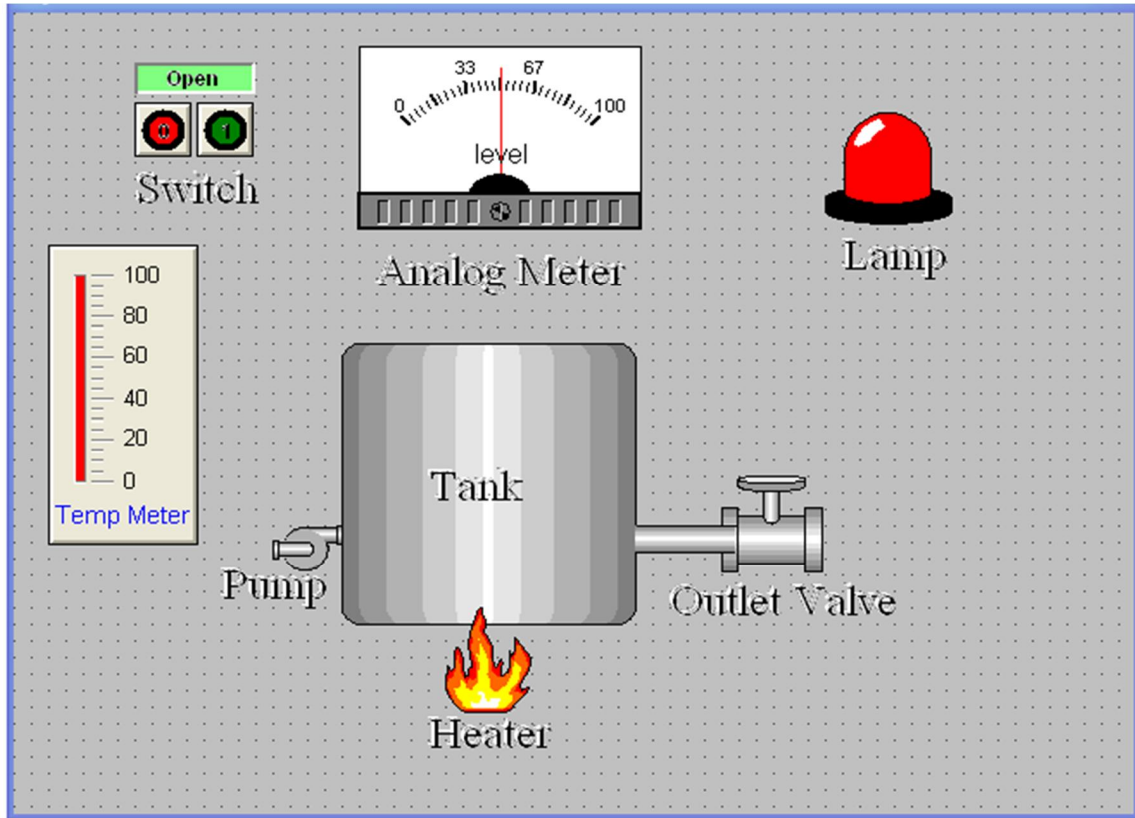 Open
0 1
Switch
0 33 67 100
level
Analog Meter
Lamp
100
80
60
40
20
0
Temp Meter
Tank
Pump
Outlet Valve
Heater